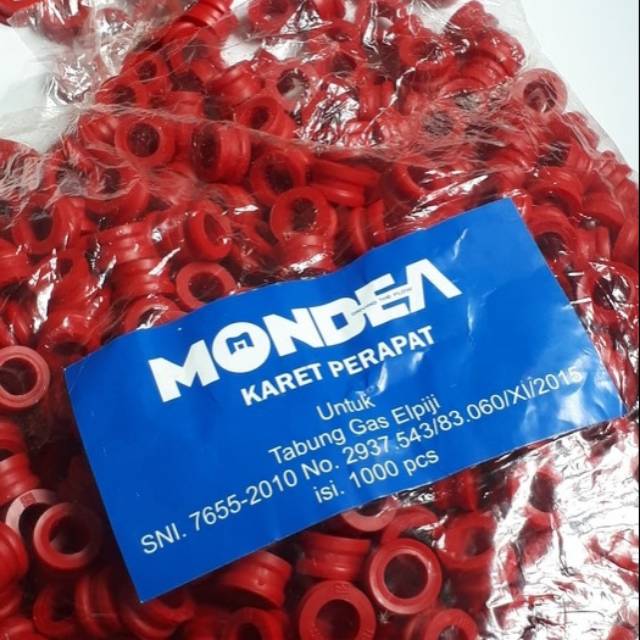 MONDEA
KARET PERAPAT
Untuk
Tabung Gas Elpiji
SNI. 7655-2010 No. 2937.543/83.060/XI/2015
isi. 1000 pcs